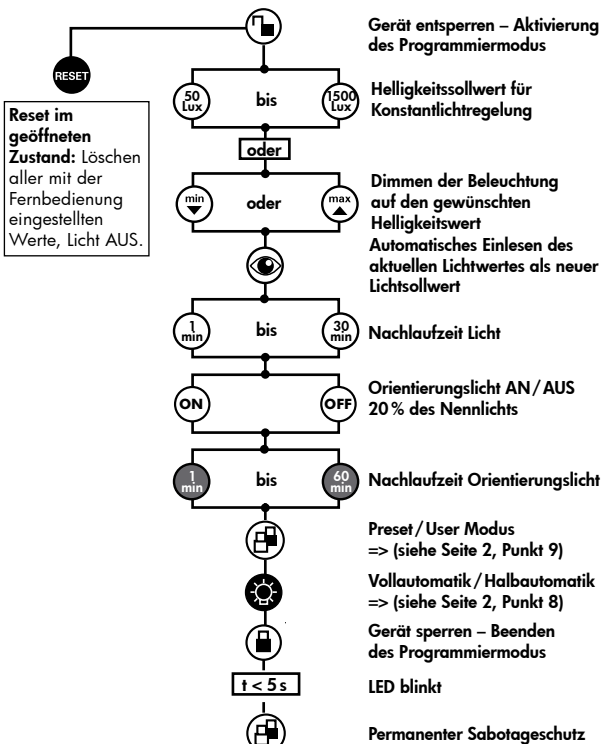 Gerät entsperren – Aktivierung
des Programmiermodus
RESET
Reset im
geöffneten
Zustand: Löschen
aller mit der
Fernbedienung
eingestellten
Werte, Licht AUS.
50
Lux
bis
1500
Lux
Helligkeitssollwert für
Konstantlichtregelung
oder
min
oder
max
Dimmen der Beleuchtung
auf den gewünschten
Helligkeitswert
Automatisches Einlesen des
aktuellen Lichtwertes als neuer
Lichtsollwert
1
min
bis
30
min
Nachlaufzeit Licht
ON
OFF
Orientierungslicht AN/AUS
20% des Nennlichts
1
min
bis
60
min
Nachlaufzeit Orientierungslicht
Preset/User Modus
=> (siehe Seite 2, Punkt 9)
Vollautomatik/Halbautomatik
=> (siehe Seite 2, Punkt 8)
Gerät sperren – Beenden
des Programmiermodus
t < 5 s
LED blinkt
Permanenter Sabotageschutz